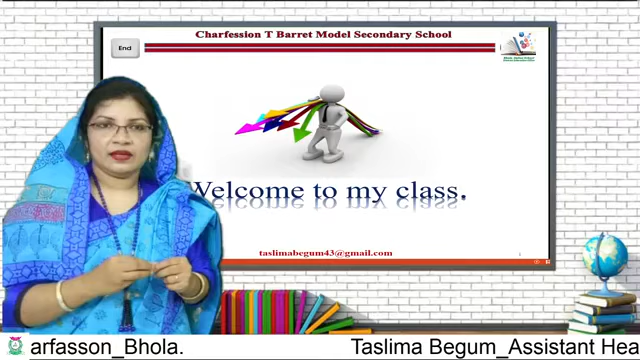 Charfession T Barret Model Secondary School
End
Welcome to my class.
taslimabegum43@gmail.com
arfasson_Bhola.
Taslima Begum_Assistant Hea